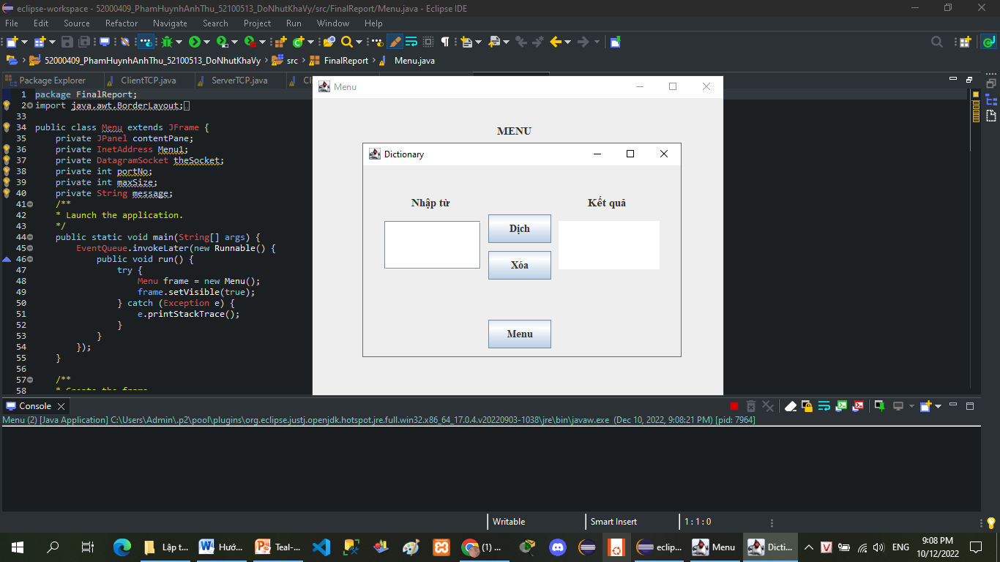 eclipse-workspace - 52000409_PhamHuynhAnhThu_52100513_DoNhutKhaVy/src/FinalReport/Menu.java - Eclipse IDE
File Edit Source Refactor Navigate Search Project Run Window Help
52000409_PhamHuynhAnhThu_52100513_DoNhutKhaVy src FinalReport Menu.java
Package Explorer ClientTCP.java ServerTCP.java
1 package FinalReport;
2 import java.awt.BorderLayout;
33
34 public class Menu extends JFrame {
35 private JPanel contentPane;
36 private InetAddress Menu1;
37 private DatagramSocket theSocket;
38 private int portNo;
39 private int maxSize;
40 private String message;
41 /**
42 * Launch the application.
43 */
44 public static void main(String[] args) {
45 EventQueue.invokeLater(new Runnable() {
46 public void run() {
47 try {
48 Menu frame = new Menu();
49 frame.setVisible(true);
50 } catch (Exception e) {
51 e.printStackTrace();
52 }
53 }
54 });
55 }
56
57 /**
58 * Create the frame
Menu
MENU
Dictionary
Nhập từ
Kết quả
Dịch
Xóa
Menu
Console
Menu (2) [Java Application] C:\Users\Admin\.p2\pool\plugins\org.eclipse.justj.openjdk.hotspot.jre.full.win32.x86_64_17.0.4.v20220903-1038\jre\bin\javaw.exe (Dec 10, 2022, 9:08:21 PM) [pid: 7964]
Writable Smart Insert 1 : 1 : 0
Lập t... Hướ... Teal-... (1) ... eclip... Menu Dicti... ENG 9:08 PM
10/12/2022